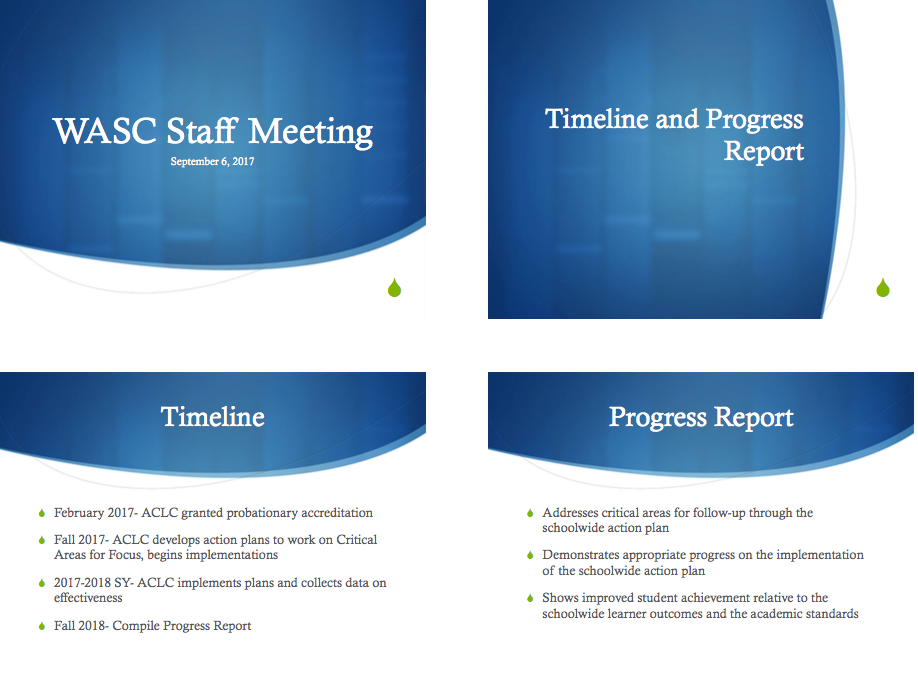 WASC Staff Meeting
September 6, 2017
Timeline and Progress
Report
Timeline
February 2017- ACLC granted probationary accreditation
Fall 2017- ACLC develops action plans to work on Critical
Areas for Focus, begins implementations
2017-2018 SY- ACLC implements plans and collects data on
effectiveness
Fall 2018- Compile Progress Report
Progress Report
Addresses critical areas for follow-up through the
schoolwide action plan
Demonstrates appropriate progress on the implementation
of the schoolwide action plan
Shows improved student achievement relative to the
schoolwide learner outcomes and the academic standards